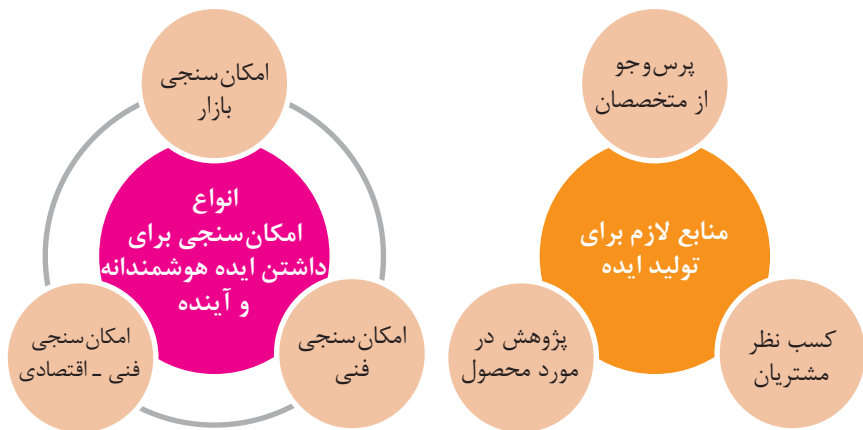 پرس‌وجو
از متخصصان
منابع لازم برای
تولید ایده
کسب نظر
مشتریان
پژوهش در
مورد محصول
امکان‌سنجی
بازار
انواع
امکان‌سنجی برای
داشتن ایده هوشمندانه
و آینده
امکان‌سنجی
فنی
امکان‌سنجی
فنی ـ اقتصادی